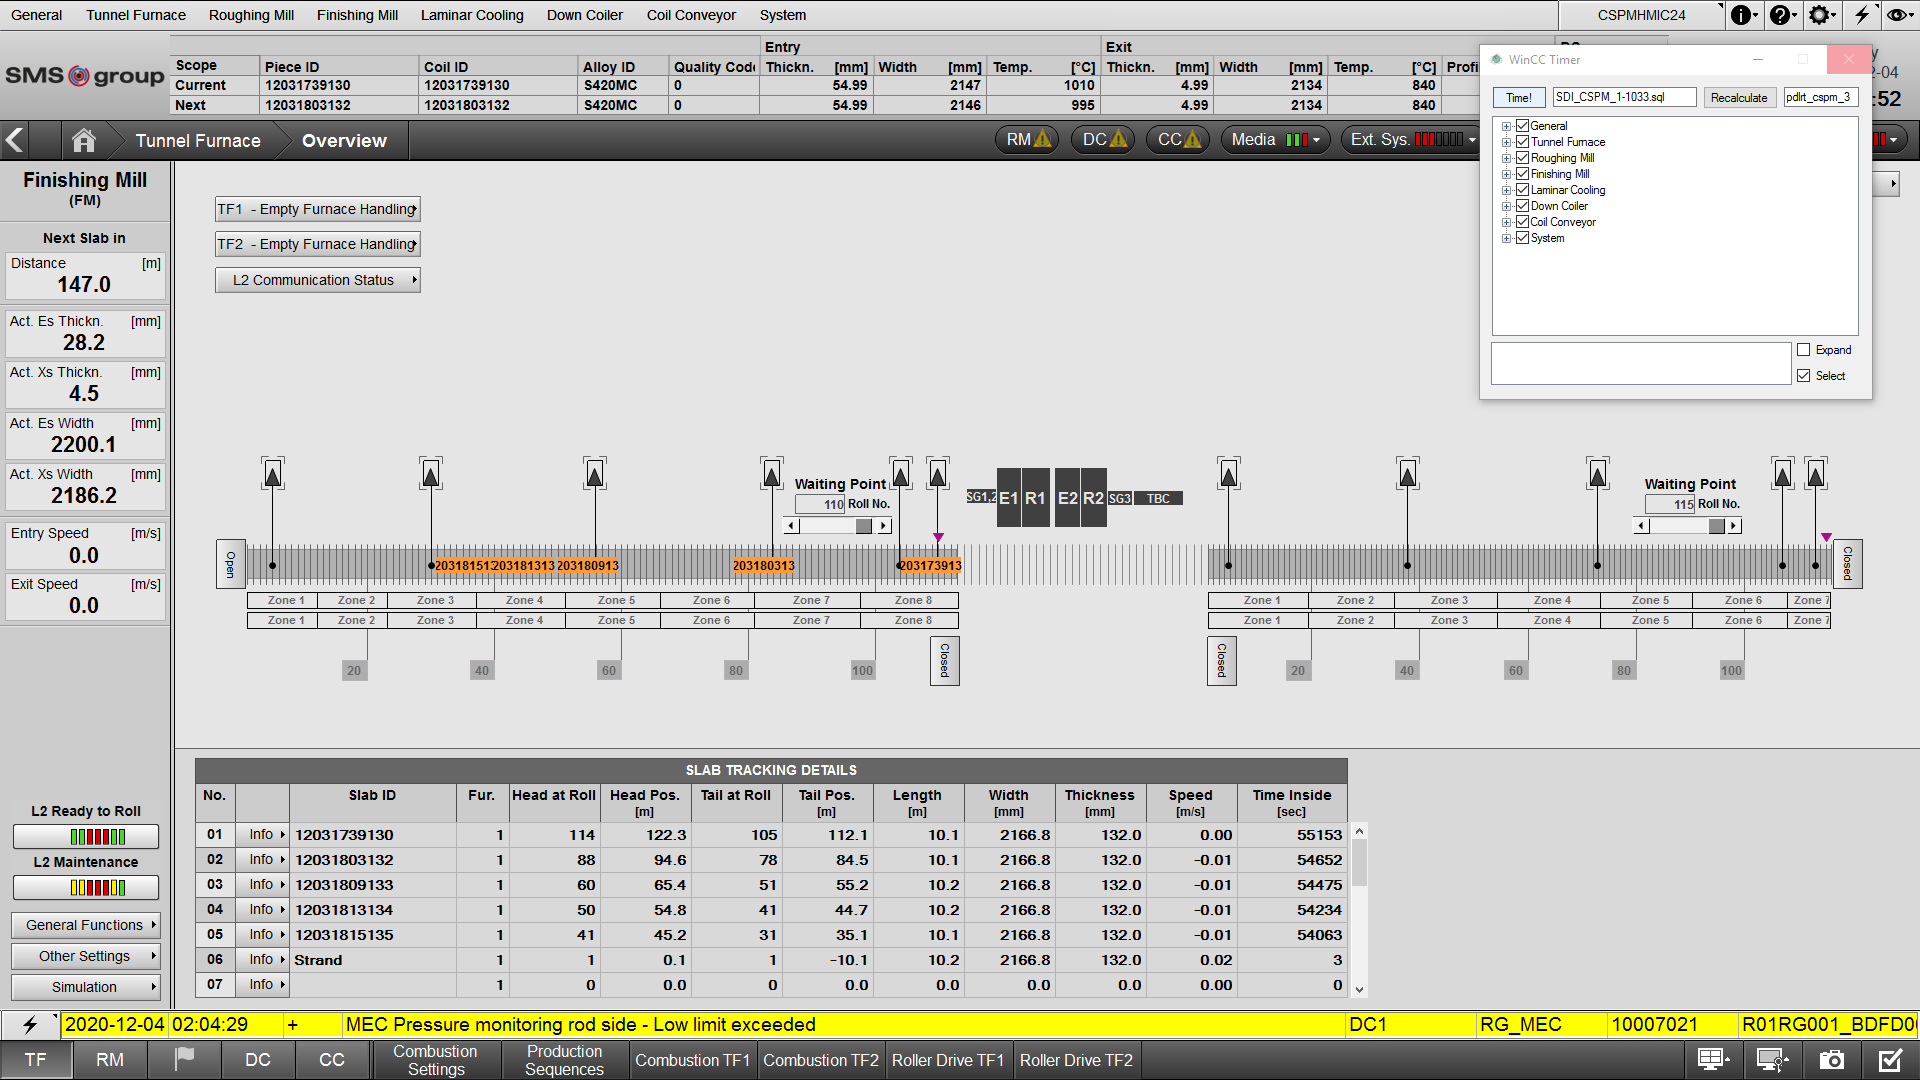 General Tunnel Furnace Roughing Mill Finishing Mill Laminar Cooling Down Coiler Coil Conveyor System CSPMHMIC24
SMS group
Entry Exit
Scope Piece ID Coil ID Alloy ID Quality Code Thickn. [mm] Width [mm] Temp. [°C] Thickn. [mm] Width [mm] Temp. [°C] Profi
Current 12031739130 12031739130 S420MC 0 54.99 2147 1010 4.99 2134 840
Next 12031803132 12031803132 S420MC 0 54.99 2146 995 4.99 2134 840
2-04
:52
Tunnel Furnace Overview RM DC CC Media Ext. Sys.
WinCC Timer
Time! SDI_CSPM_1-1033.sql Recalculate pdlrt_cspm_3
General
Tunnel Furnace
Roughing Mill
Finishing Mill
Laminar Cooling
Down Coiler
Coil Conveyor
System
Expand
Select
Finishing Mill
(FM)
Next Slab in
Distance [m]
147.0
Act. Es Thickn. [mm]
28.2
Act. Xs Thickn. [mm]
4.5
Act. Es Width [mm]
2200.1
Act. Xs Width [mm]
2186.2
Entry Speed [m/s]
0.0
Exit Speed [m/s]
0.0
L2 Ready to Roll
L2 Maintenance
General Functions
Other Settings
Simulation
TF1 - Empty Furnace Handling
TF2 - Empty Furnace Handling
L2 Communication Status
Waiting Point
110 Roll No.
SG1,2 E1 R1 E2 R2 SG3 TBC
Waiting Point
115 Roll No.
Open 20318151 203181313 203180913 203180313 203173913 Closed
Zone 1 Zone 2 Zone 3 Zone 4 Zone 5 Zone 6 Zone 7 Zone 8 Zone 1 Zone 2 Zone 3 Zone 4 Zone 5 Zone 6 Zone 7
Zone 1 Zone 2 Zone 3 Zone 4 Zone 5 Zone 6 Zone 7 Zone 8 Zone 1 Zone 2 Zone 3 Zone 4 Zone 5 Zone 6 Zone 7
20 40 60 80 100 Closed Closed 20 40 60 80 100
SLAB TRACKING DETAILS
No. Slab ID Fur. Head at Roll Head Pos. [m] Tail at Roll Tail Pos. [m] Length [m] Width [mm] Thickness [mm] Speed [m/s] Time Inside [sec]
01 Info 12031739130 1 114 122.3 105 112.1 10.1 2166.8 132.0 0.00 55153
02 Info 12031803132 1 88 94.6 78 84.5 10.1 2166.8 132.0 -0.01 54652
03 Info 12031809133 1 60 65.4 51 55.2 10.2 2166.8 132.0 -0.01 54475
04 Info 12031813134 1 50 54.8 41 44.7 10.2 2166.8 132.0 -0.01 54234
05 Info 12031815135 1 41 45.2 31 35.1 10.1 2166.8 132.0 -0.01 54063
06 Info Strand 1 1 0.1 1 -10.1 10.2 2166.8 132.0 0.02 3
07 Info 1 0 0.0 0 0.0 0.0 0.0 0.0 0.00 0
2020-12-04 02:04:29 + MEC Pressure monitoring rod side - Low limit exceeded DC1 RG_MEC 10007021 R01RG001_BDFD0
TF RM DC CC Combustion Settings Production Sequences Combustion TF1 Combustion TF2 Roller Drive TF1 Roller Drive TF2